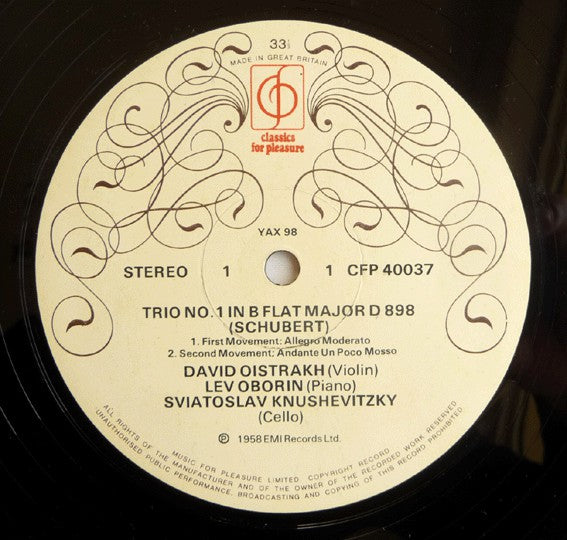 33⅓
MADE IN GREAT BRITAIN
classics
for pleasure
YAX 98
STEREO 1 1 CFP 40037
TRIO NO. 1 IN B FLAT MAJOR D 898
(SCHUBERT)
1. First Movement: Allegro Moderato
2. Second Movement: Andante Un Poco Mosso
DAVID OISTRAKH (Violin)
LEV OBORIN (Piano)
SVIATOSLAV KNUSHEVITZKY
(Cello)
℗ 1958 EMI Records Ltd.
MUSIC FOR PLEASURE LIMITED COPYRIGHT RECORD
ALL RIGHTS OF THE MANUFACTURER AND OF THE OWNER OF THE RECORDED WORK RESERVED
UNAUTHORISED PUBLIC PERFORMANCE, BROADCASTING AND COPYING OF THIS RECORD PROHIBITED